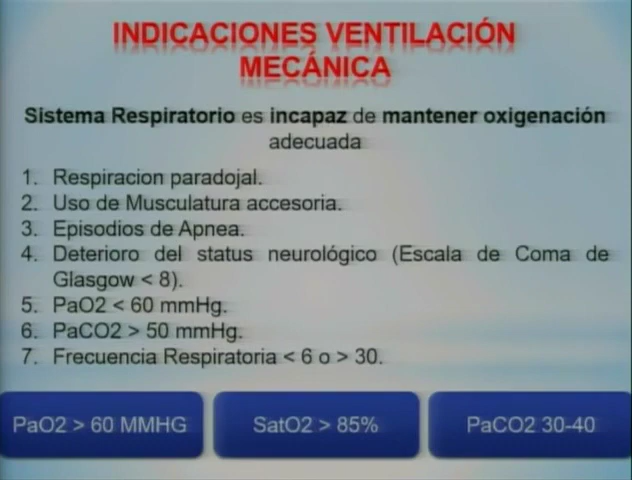 INDICACIONES VENTILACIÓN
MECÁNICA
Sistema Respiratorio es incapaz de mantener oxigenación
adecuada
1. Respiracion paradojal.
2. Uso de Musculatura accesoria.
3. Episodios de Apnea.
4. Deterioro del status neurológico (Escala de Coma de
Glasgow < 8).
5. PaO2 < 60 mmHg.
6. PaCO2 > 50 mmHg.
7. Frecuencia Respiratoria < 6 o > 30.
PaO2 > 60 MMHG SatO2 > 85% PaCO2 30-40